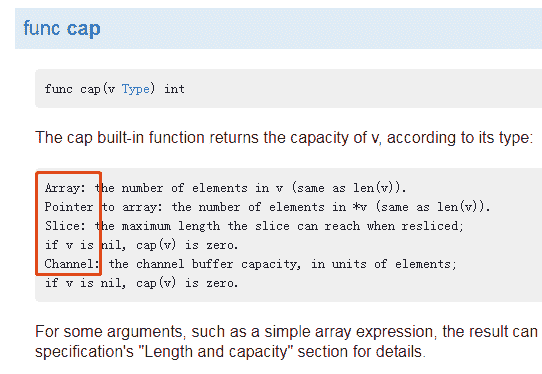 func cap
func cap(v Type) int
The cap built-in function returns the capacity of v, according to its type:
Array: the number of elements in v (same as len(v)).
Pointer to array: the number of elements in *v (same as len(v)).
Slice: the maximum length the slice can reach when resliced;
if v is nil, cap(v) is zero.
Channel: the channel buffer capacity, in units of elements;
if v is nil, cap(v) is zero.
For some arguments, such as a simple array expression, the result can
specification's "Length and capacity" section for details.